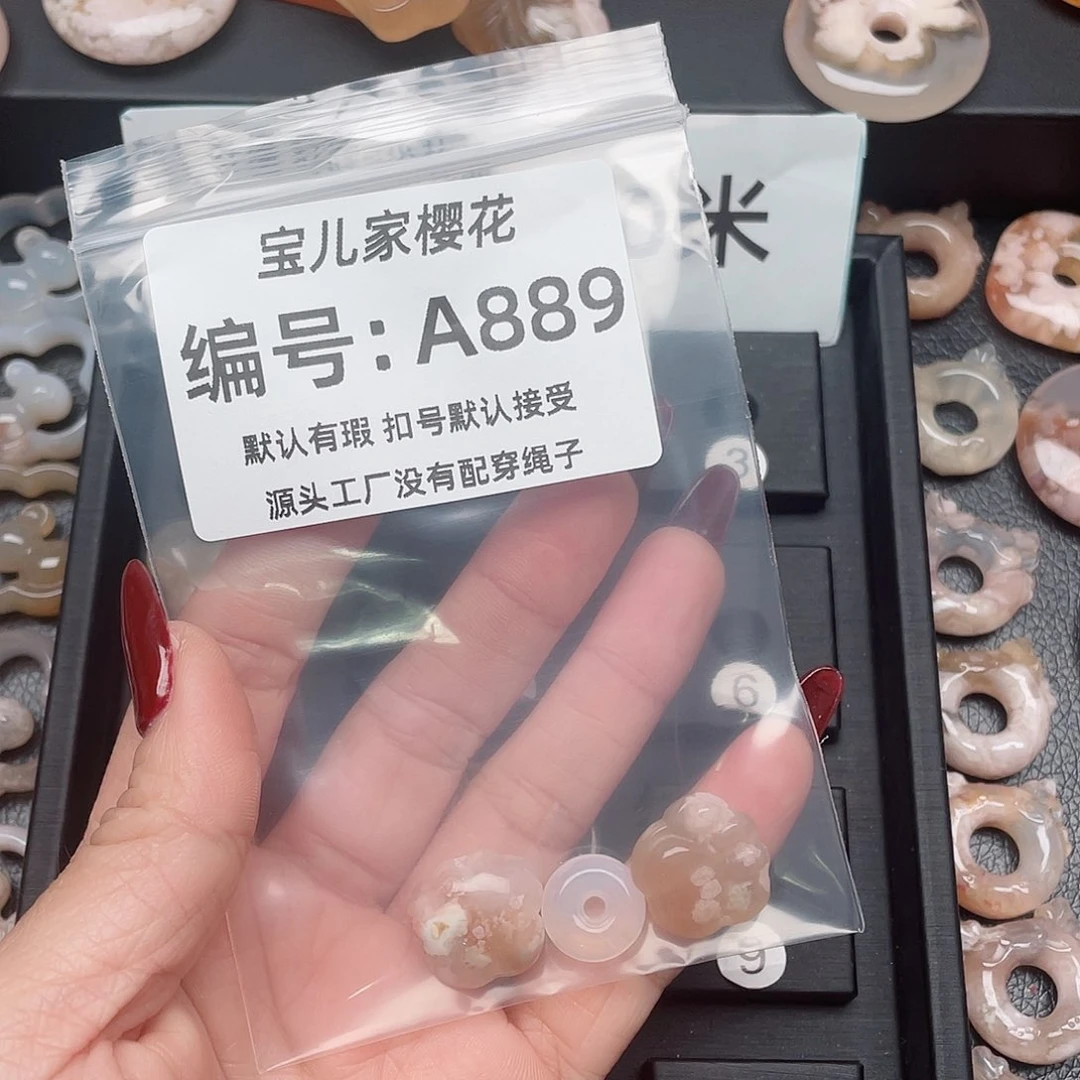 宝儿家樱花
编号：A889
默认有瑕 扣号默认接受
源头工厂没有配穿绳子
米
3
6
9